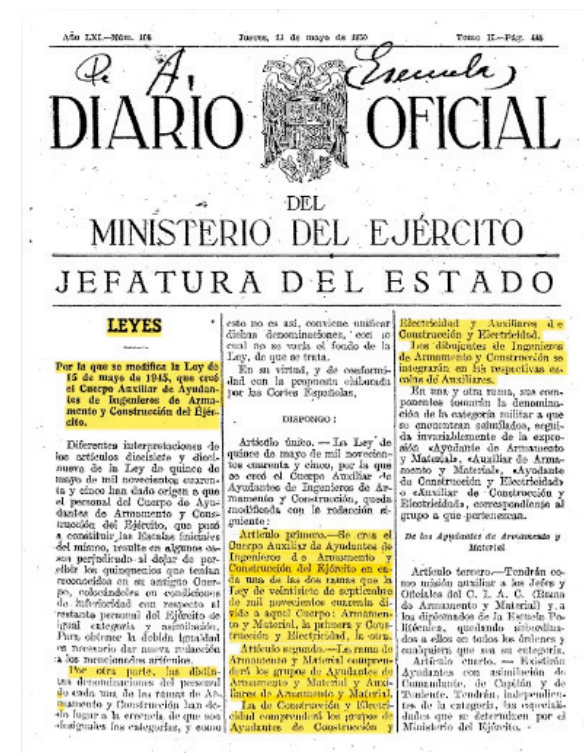 Año LXI.—Núm. 106
Jueves, 11 de mayo de 1950
Tomo II.—Pág. 445
P. A.
Escuela
DIARIO OFICIAL
DEL
MINISTERIO DEL EJÉRCITO
JEFATURA DEL ESTADO
LEYES
Por la que se modifica la Ley de
15 de mayo de 1945, que creó
el Cuerpo Auxiliar de Ayudan-
tes de Ingenieros de Arma-
mento y Construcción del Ejér-
cito.
Diferentes interpretaciones de
los artículos diecisiete y dieci-
nueve de la Ley de quince de
mayo de mil novecientos cuaren-
ta y cinco han dado origen a que
el personal del Cuerpo de Ayu-
dantes de Armamento y Cons-
trucción del Ejército, que pasó
a constituir las Escalas iniciales
del mismo, resulte en algunos ca-
sos perjudicado al dejar de per-
cibir los quinquenios que tenían
reconocidos en su antiguo Cuer-
po, colocándoles en condiciones
de inferioridad con respecto al
restante personal del Ejército de
igual categoría y asimilación.
Para obtener la debida igualdad
es necesario dar nueva redacción
a los mencionados artículos.
Por otra parte, las distin-
tas denominaciones del personal
de cada una de las ramas de Ar-
mamento y Construcción han da-
do lugar a la creencia de que son
desiguales las categorías, y como
esto no es así, conviene unificar
dichas denominaciones, con lo
cual no se varía el fondo de la
Ley, de que se trata.
En su virtud, y de conformi-
dad con la propuesta elaborada
por las Cortes Españolas,
DISPONGO:
Artículo único.—La Ley de
quince de mayo de mil novecien-
tos cuarenta y cinco, por la que
se creó el Cuerpo Auxiliar de
Ayudantes de Ingenieros de Ar-
mamento y Construcción, queda
modificada con la redacción si-
guiente:
Artículo primero.—Se crea el
Cuerpo Auxiliar de Ayudantes de
Ingenieros de Armamento y
Construcción del Ejército en ca-
da una de las dos ramas que la
Ley de veintisiete de septiembre
de mil novecientos cuarenta di-
vide a aquel Cuerpo: Armamen-
to y Material, la primera y Cons-
trucción y Electricidad, la otra.
Artículo segundo.—La rama de
Armamento y Material compren-
derá los grupos de Ayudantes de
Armamento y Material y Auxi-
liares de Armamento y Material.
La de Construcción y Electri-
cidad comprenderá los grupos de
Ayudantes de Construcción y
Electricidad y Auxiliares de
Construcción y Electricidad.
Los dibujantes de Ingenieros
de Armamento y Construcción se
integrarán en las respectivas es-
calas de Auxiliares.
En una y otra rama, sus com-
ponentes tomarán la denomina-
ción de la categoría militar a que
se encuentran asimilados, segui-
da invariablemente de la expre-
sión «Ayudante de Armamento
y Material», «Auxiliar de Arma-
mento y Material», «Ayudante
de Construcción y Electricidad»
o «Auxiliar de Construcción y
Electricidad», correspondiente al
grupo a que pertenezcan.
De los Ayudantes de Armamento y
Material
Artículo tercero.—Tendrán co-
mo misión auxiliar a los Jefes y
Oficiales del C. I. A. C. (Rama
de Armamento y Material) y a
los diplomados de la Escuela Po-
litécnica, quedando subordina-
dos a ellos en todos los órdenes y
cualquiera que sea su categoría.
Artículo cuarto.—Existirán
Ayudantes con asimilación de
Comandante, de Capitán y de
Teniente. Tendrán, independien-
tes de la categoría, las especiali-
dades que se determinen por el
Ministerio del Ejército.